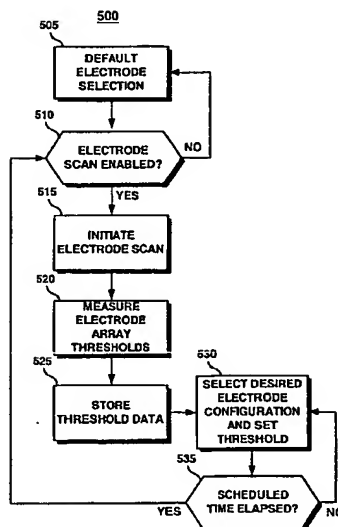 500
505
DEFAULT
ELECTRODE
SELECTION
510
ELECTRODE
SCAN ENABLED?
NO
YES
515
INITIATE
ELECTRODE SCAN
520
MEASURE
ELECTRODE
ARRAY
THRESHOLDS
525
STORE
THRESHOLD DATA
530
SELECT DESIRED
ELECTRODE
CONFIGURATION
AND SET
THRESHOLD
535
SCHEDULED
TIME ELAPSED?
YES
NO